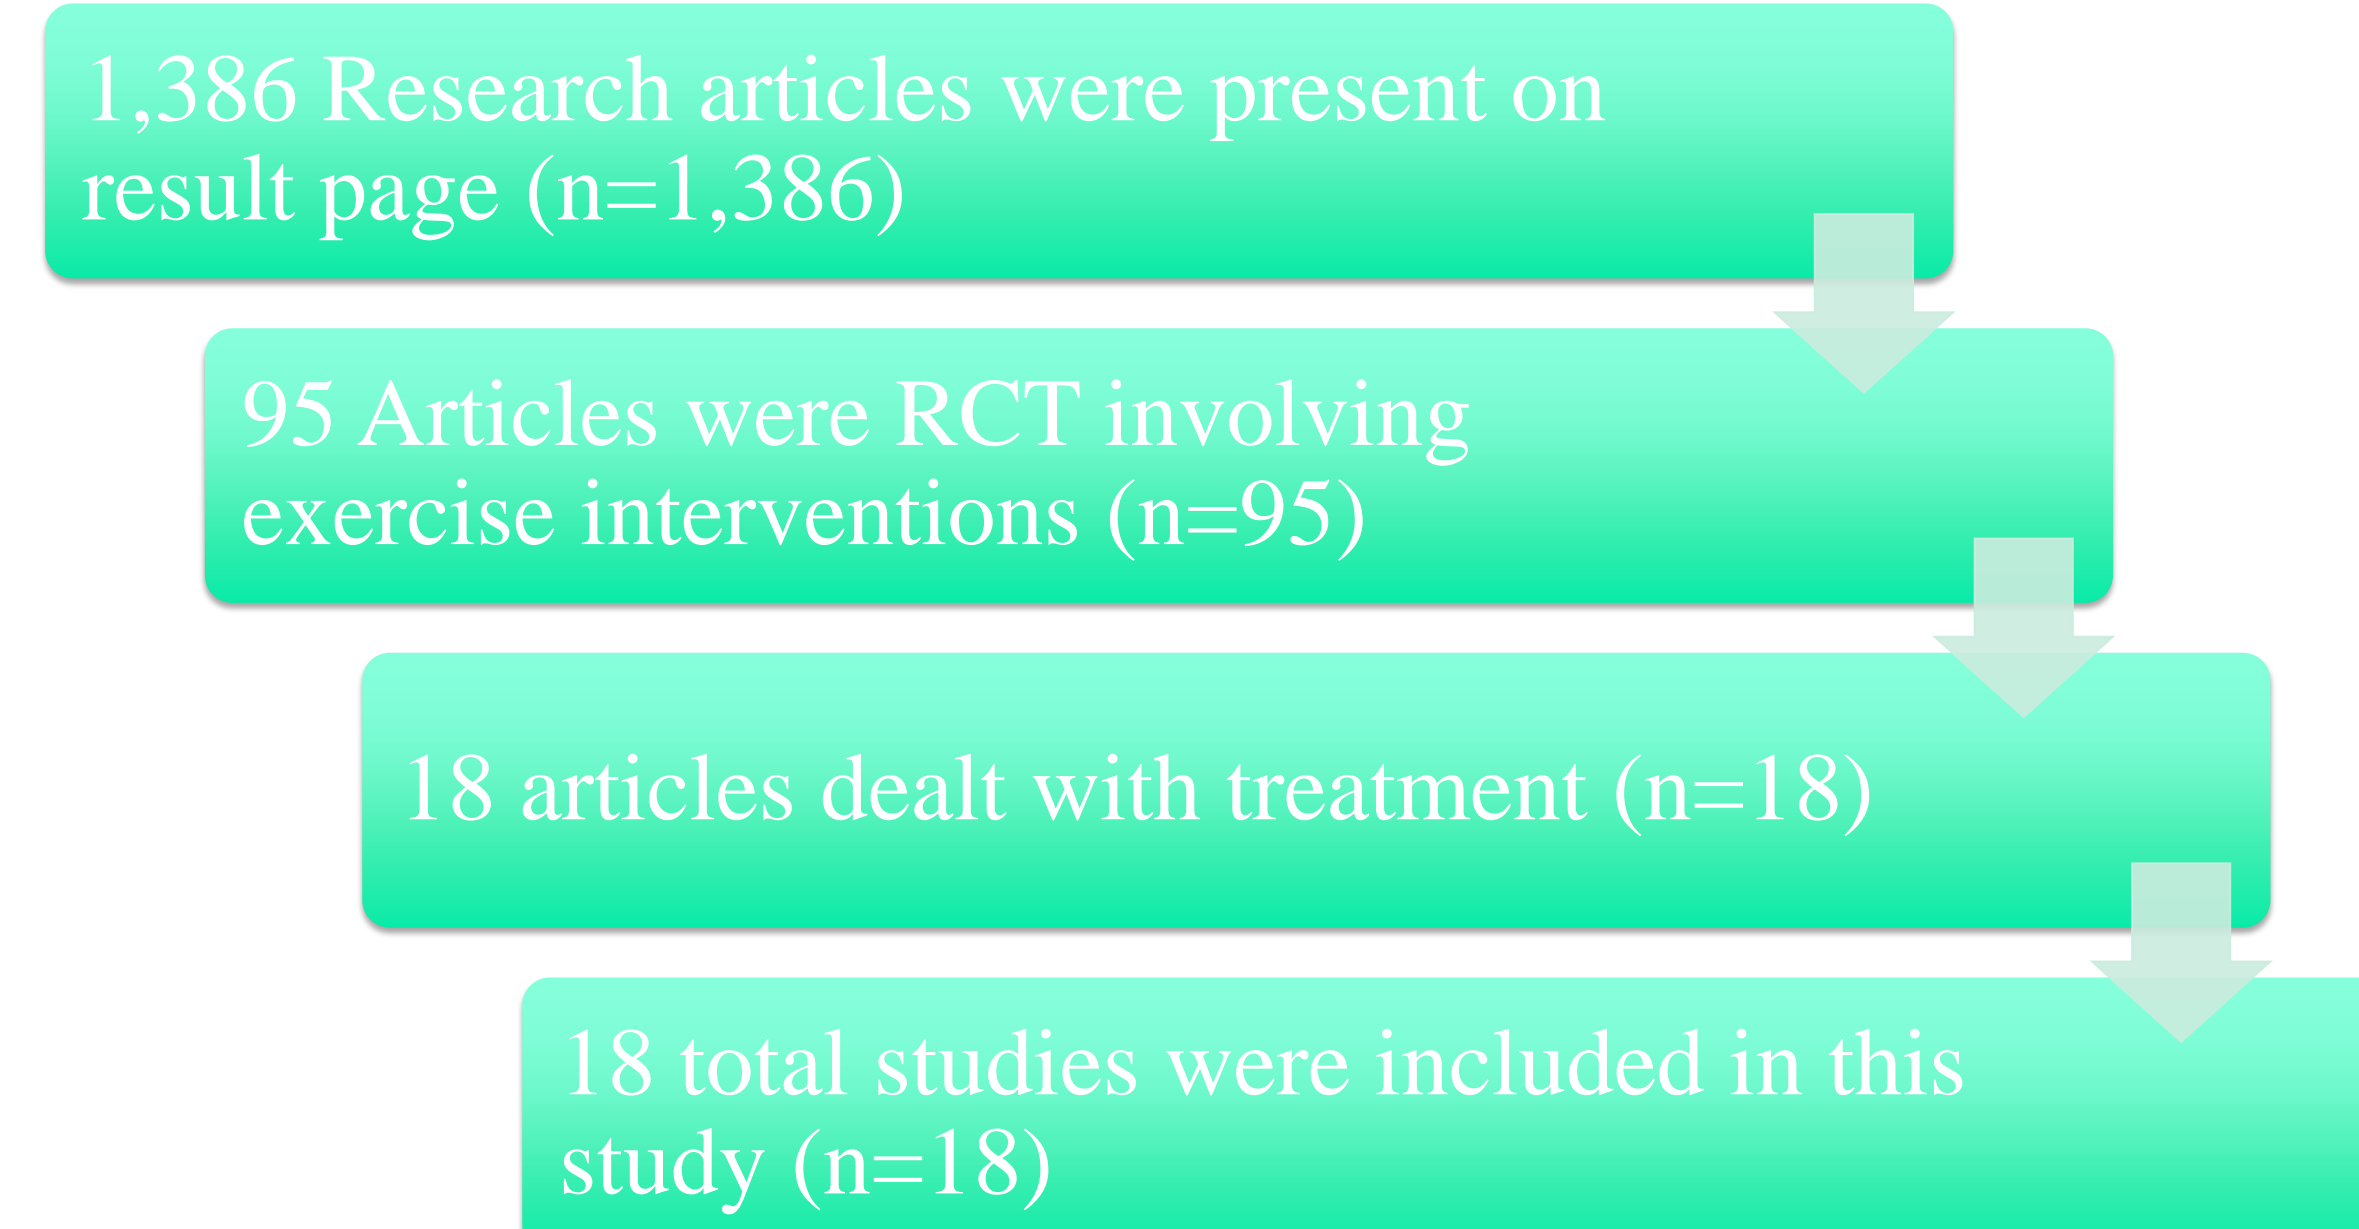 1,386 Research articles were present on
result page (n=1,386)
95 Articles were RCT involving
exercise interventions (n=95)
18 articles dealt with treatment (n=18)
18 total studies were included in this
study (n=18)